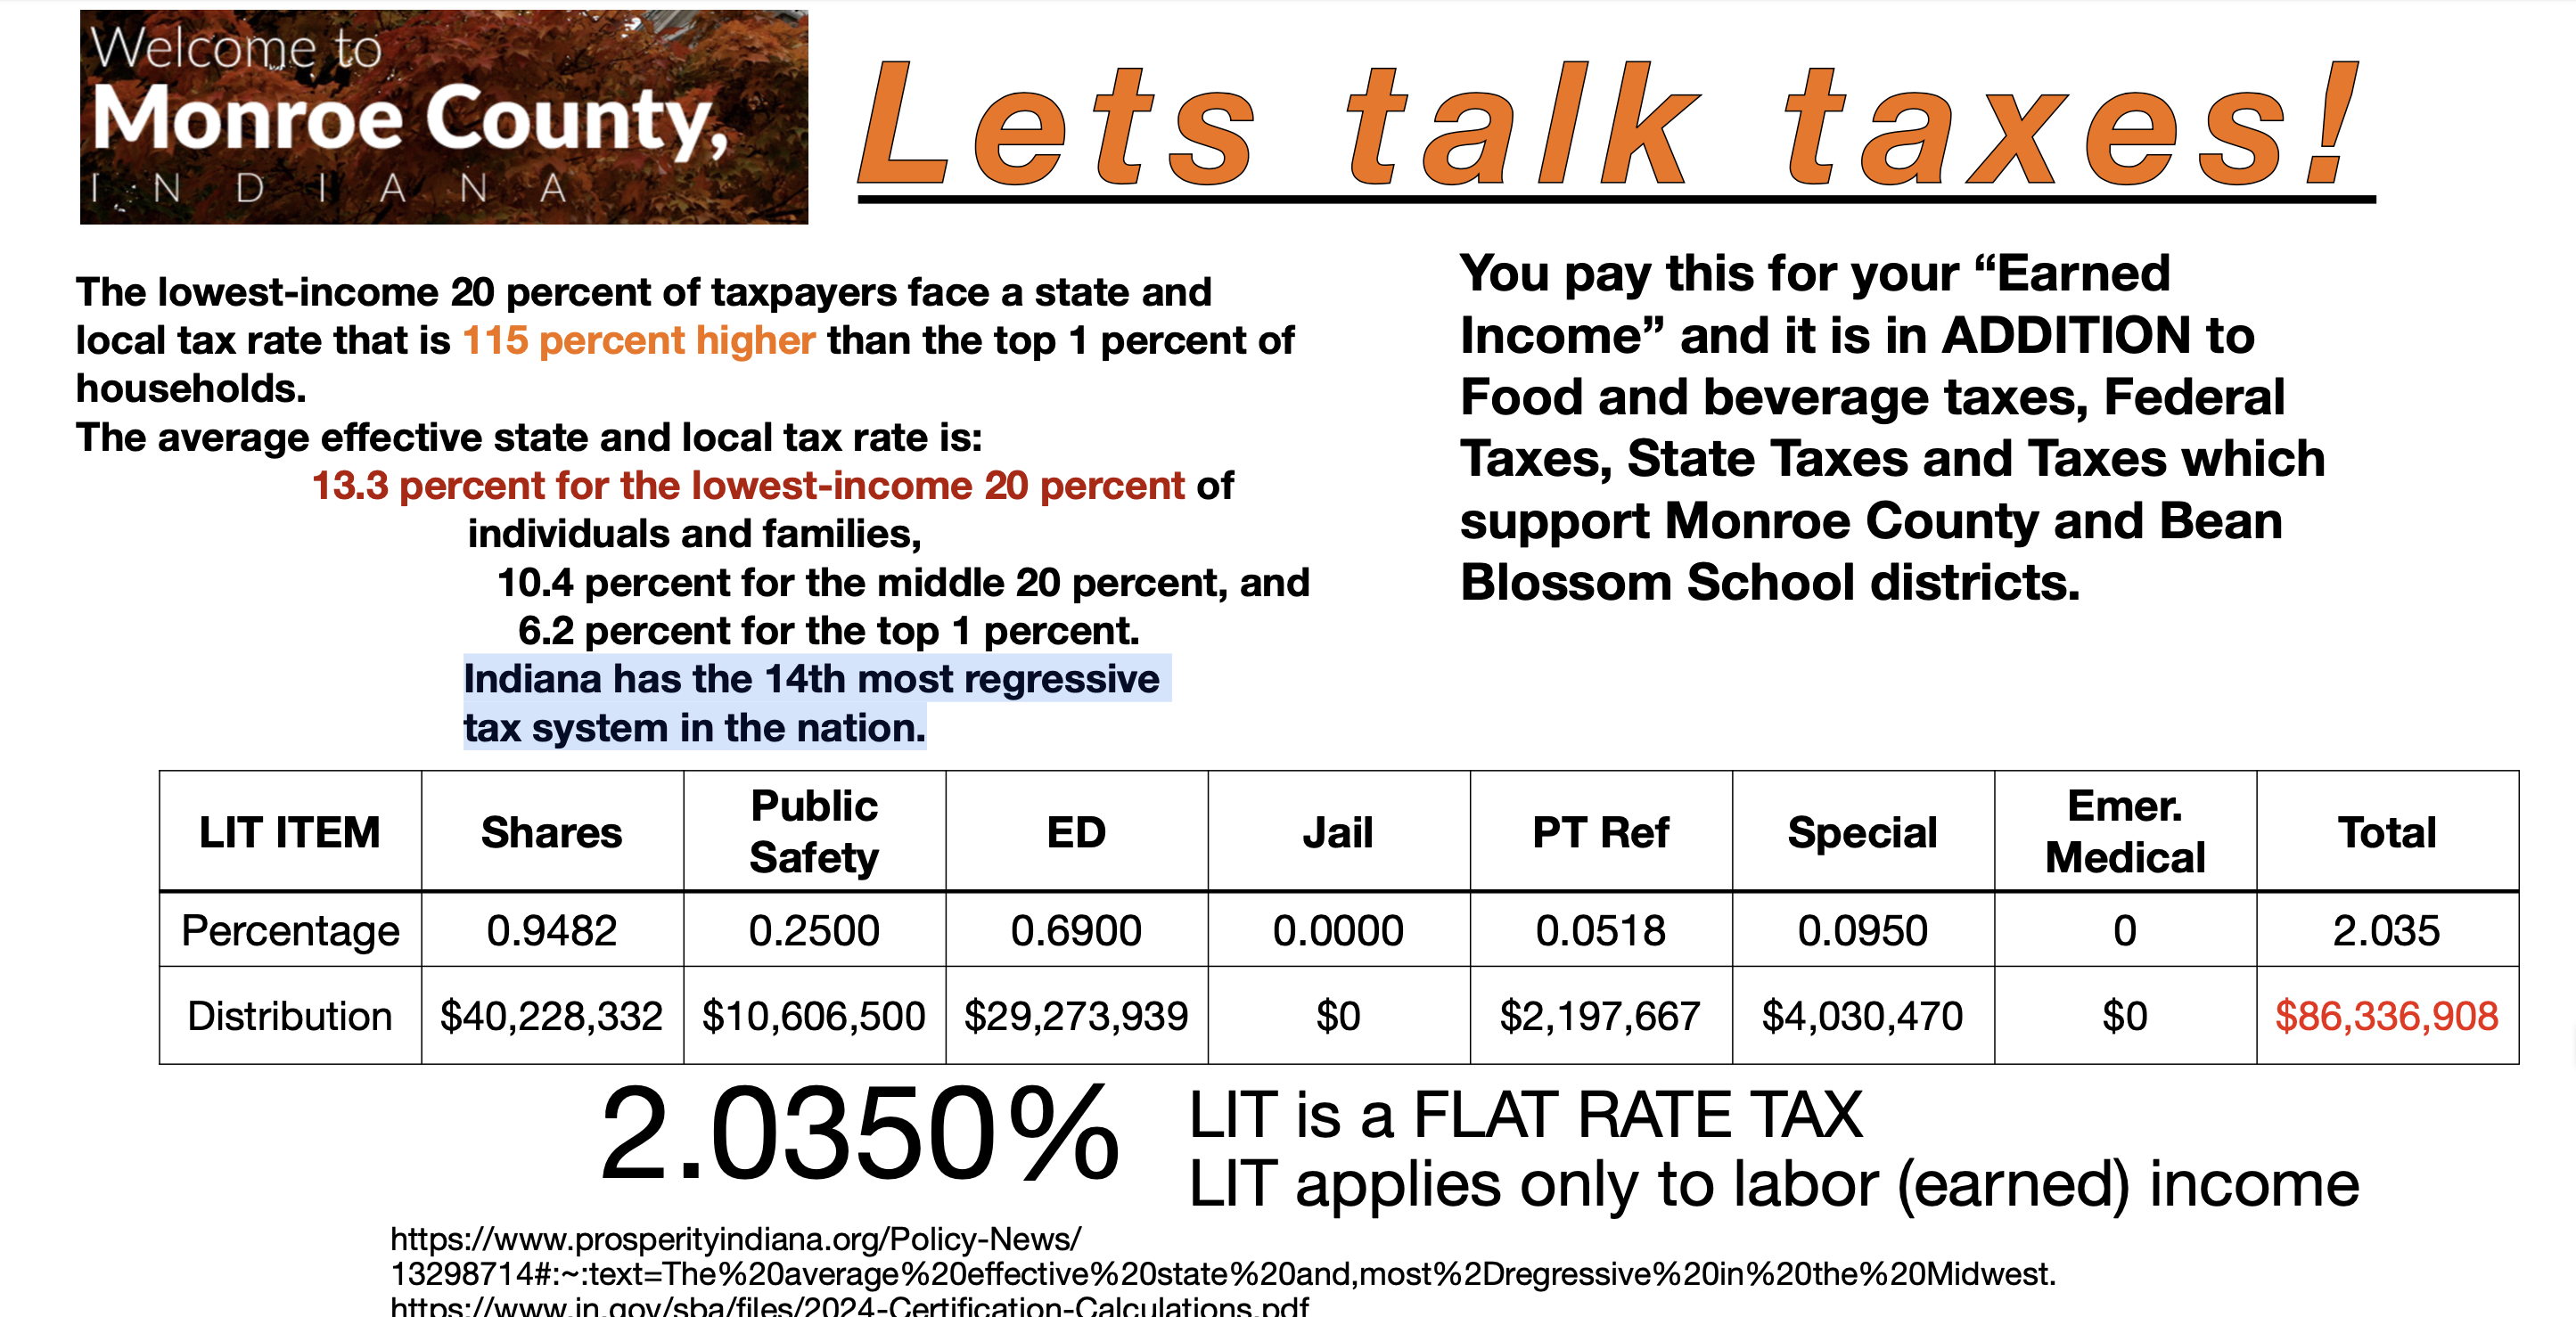 Welcome to
Monroe County,
INDIANA
Lets talk taxes!
The lowest-income 20 percent of taxpayers face a state and
local tax rate that is 115 percent higher than the top 1 percent of
households.
The average effective state and local tax rate is:
13.3 percent for the lowest-income 20 percent of
individuals and families,
10.4 percent for the middle 20 percent, and
6.2 percent for the top 1 percent.
Indiana has the 14th most regressive
tax system in the nation.
You pay this for your “Earned
Income” and it is in ADDITION to
Food and beverage taxes, Federal
Taxes, State Taxes and Taxes which
support Monroe County and Bean
Blossom School districts.
LIT ITEM Shares Public Safety ED Jail PT Ref Special Emer. Medical Total
Percentage 0.9482 0.2500 0.6900 0.0000 0.0518 0.0950 0 2.035
Distribution $40,228,332 $10,606,500 $29,273,939 $0 $2,197,667 $4,030,470 $0 $86,336,908
2.0350%
LIT is a FLAT RATE TAX
LIT applies only to labor (earned) income
https://www.prosperityindiana.org/Policy-News/
13298714#:~:text=The%20average%20effective%20state%20and,most%2Dregressive%20in%20the%20Midwest.
https://www.in.gov/sba/files/2024-Certification-Calculations.pdf